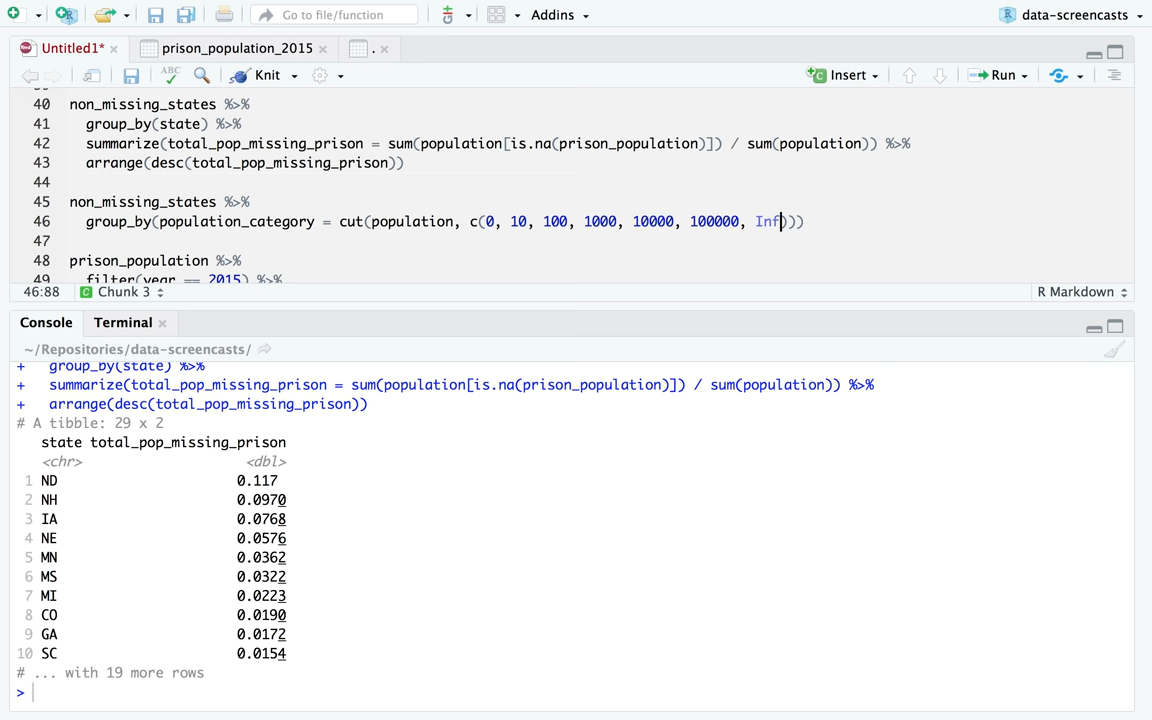 Go to file/function
Addins
data-screencasts
Untitled1*
prison_population_2015
.
ABC
Knit
Insert
Run
40 non_missing_states %>%
41 group_by(state) %>%
42 summarize(total_pop_missing_prison = sum(population[is.na(prison_population)]) / sum(population)) %>%
43 arrange(desc(total_pop_missing_prison))
44
45 non_missing_states %>%
46 group_by(population_category = cut(population, c(0, 10, 100, 1000, 10000, 100000, Inf)))
47
48 prison_population %>%
49 filter(year == 2015) %>%
46:88
Chunk 3
R Markdown
Console
Terminal
~/Repositories/data-screencasts/
+ group_by(state) %>%
+ summarize(total_pop_missing_prison = sum(population[is.na(prison_population)]) / sum(population)) %>%
+ arrange(desc(total_pop_missing_prison))
# A tibble: 29 x 2
state total_pop_missing_prison
<chr> <dbl>
1 ND 0.117
2 NH 0.0970
3 IA 0.0768
4 NE 0.0576
5 MN 0.0362
6 MS 0.0322
7 MI 0.0223
8 CO 0.0190
9 GA 0.0172
10 SC 0.0154
# ... with 19 more rows
>